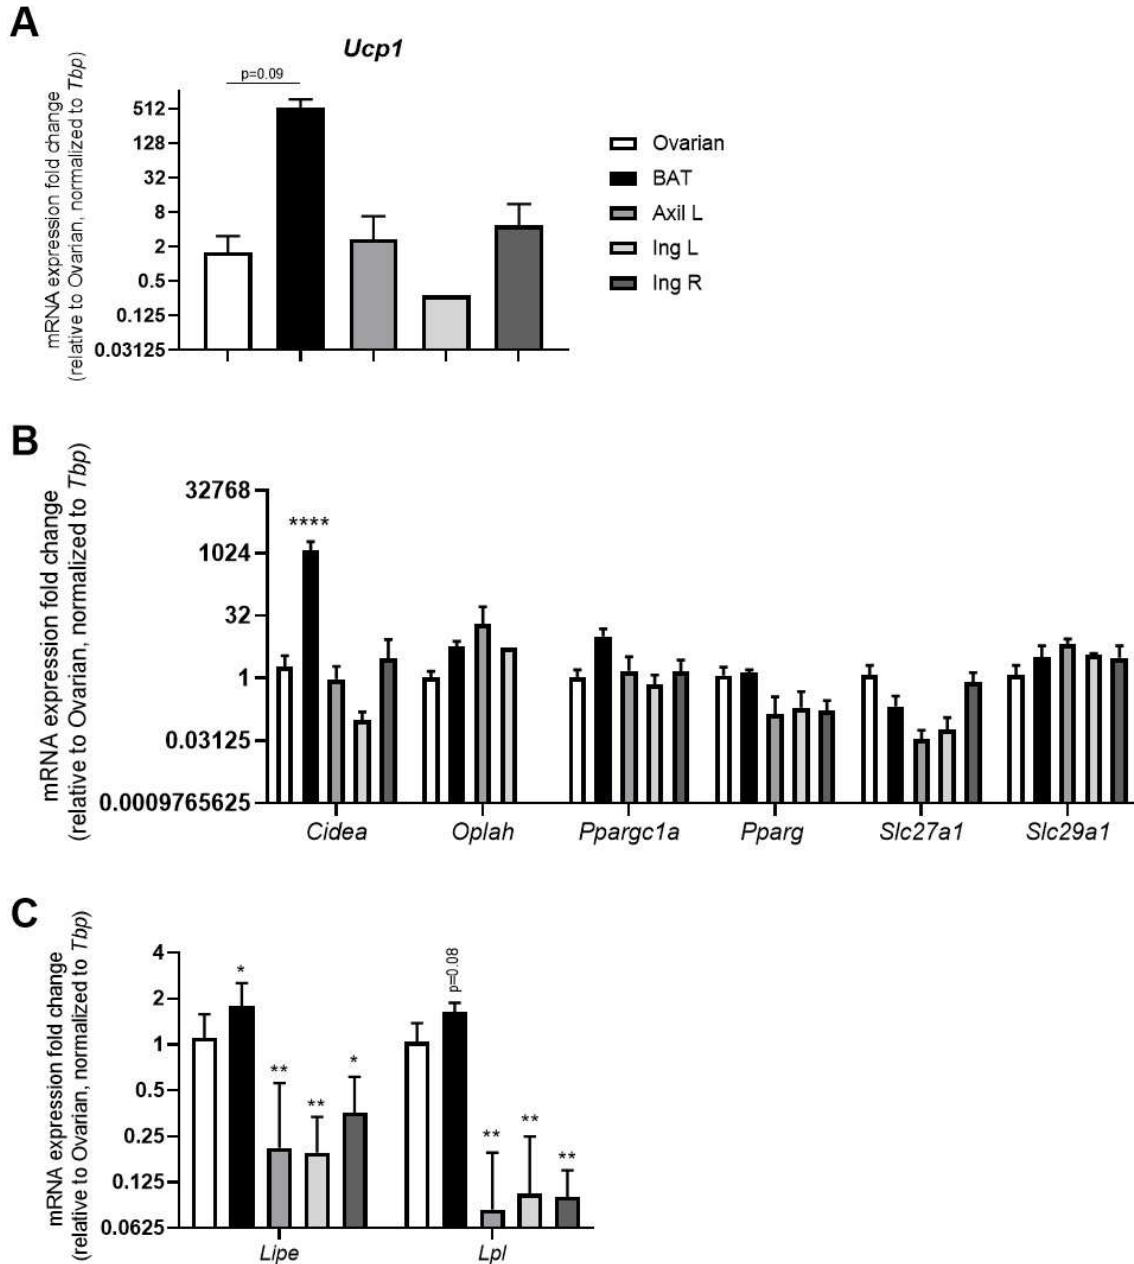 A
Ucp1
mRNA expression fold change
(relative to Ovarian, normalized to Tbp)
p=0.09
512
128
32
8
2
0.5
0.125
0.03125
Ovarian
BAT
Axil L
Ing L
Ing R
B
mRNA expression fold change
(relative to Ovarian, normalized to Tbp)
32768
1024
32
1
0.03125
0.0009765625
****
Cidea Oplah Ppargc1a Pparg Slc27a1 Slc29a1
C
mRNA expression fold change
(relative to Ovarian, normalized to Tbp)
4
2
1
0.5
0.25
0.125
0.0625
*
**
**
*
p=0.08
**
**
**
Lipe Lpl